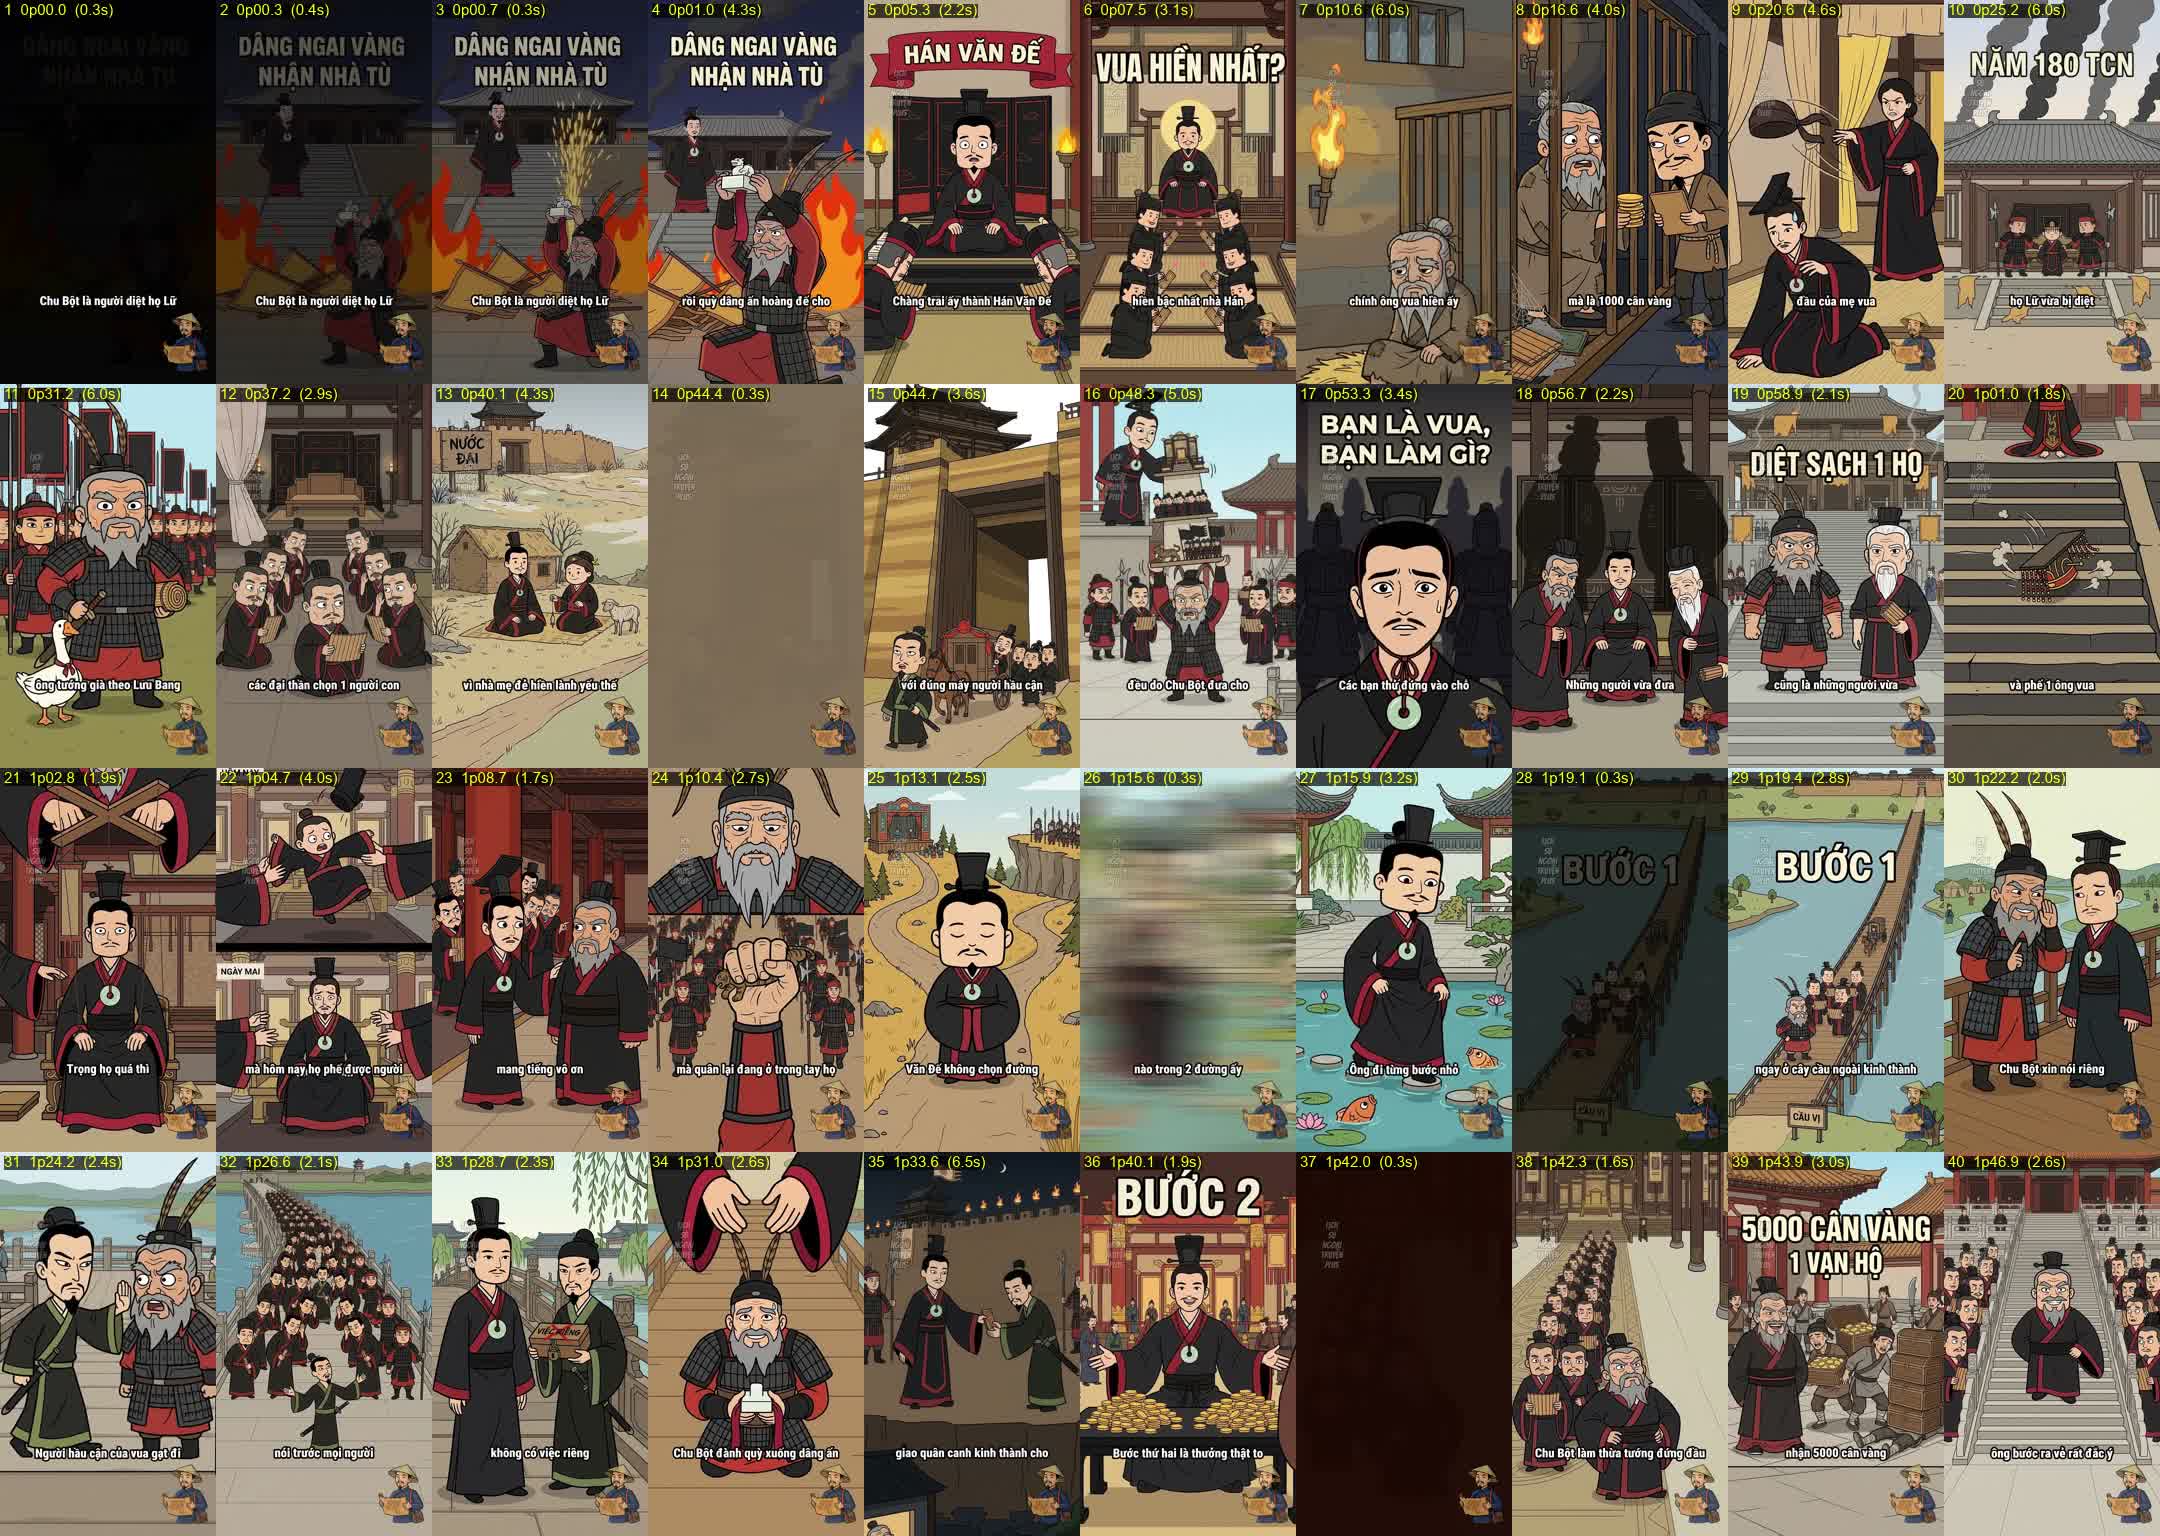 1 0p00.0 (0.3s)
DÂNG NGAI VÀNG
NHẬN NHÀ TÙ
Chu Bột là người diệt họ Lữ
2 0p00.3 (0.4s)
DÂNG NGAI VÀNG
NHẬN NHÀ TÙ
Chu Bột là người diệt họ Lữ
3 0p00.7 (0.3s)
DÂNG NGAI VÀNG
NHẬN NHÀ TÙ
Chu Bột là người diệt họ Lữ
4 0p01.0 (4.3s)
DÂNG NGAI VÀNG
NHẬN NHÀ TÙ
rồi quỳ dâng ấn hoàng đế cho
5 0p05.3 (2.2s)
HÁN VĂN ĐẾ
Chàng trai ấy thành Hán Văn Đế
6 0p07.5 (3.1s)
VUA HIỀN NHẤT?
hiền bậc nhất nhà Hán
7 0p10.6 (6.0s)
chính ông vua hiền ấy
8 0p16.6 (4.0s)
mà là 1000 cân vàng
9 0p20.6 (4.6s)
đầu của mẹ vua
10 0p25.2 (6.0s)
NĂM 180 TCN
họ Lữ vừa bị diệt
11 0p31.2 (6.0s)
ông tướng già theo Lưu Bang
12 0p37.2 (2.9s)
các đại thần chọn 1 người con
13 0p40.1 (4.3s)
NƯỚC
ĐẠI
vì nhà mẹ đẻ hiền lành yếu thế
14 0p44.4 (0.3s)
15 0p44.7 (3.6s)
với đúng mấy người hầu cận
16 0p48.3 (5.0s)
đều do Chu Bột đưa cho
17 0p53.3 (3.4s)
BẠN LÀ VUA,
BẠN LÀM GÌ?
Các bạn thử đứng vào chỗ
18 0p56.7 (2.2s)
Những người vừa đưa
19 0p58.9 (2.1s)
DIỆT SẠCH 1 HỌ
cũng là những người vừa
20 1p01.0 (1.8s)
và phế 1 ông vua
21 1p02.8 (1.9s)
Trọng họ quá thì
22 1p04.7 (4.0s)
NGÀY MAI
mà hôm nay họ phế được người
23 1p08.7 (1.7s)
mang tiếng vô ơn
24 1p10.4 (2.7s)
mà quân lại đang ở trong tay họ
25 1p13.1 (2.5s)
Văn Đế không chọn đường
26 1p15.6 (0.3s)
nào trong 2 đường ấy
27 1p15.9 (3.2s)
Ông đi từng bước nhỏ
28 1p19.1 (0.3s)
BƯỚC 1
CẦU VỊ
29 1p19.4 (2.8s)
BƯỚC 1
ngay ở cây cầu ngoài kinh thành
CẦU VỊ
30 1p22.2 (2.0s)
Chu Bột xin nói riêng
31 1p24.2 (2.4s)
Người hầu cận của vua gạt đi
32 1p26.6 (2.1s)
nói trước mọi người
33 1p28.7 (2.3s)
VIỆC RIÊNG
không có việc riêng
34 1p31.0 (2.6s)
Chu Bột đành quỳ xuống dâng ấn
35 1p33.6 (6.5s)
giao quân canh kinh thành cho
36 1p40.1 (1.9s)
BƯỚC 2
Bước thứ hai là thưởng thật to
37 1p42.0 (0.3s)
38 1p42.3 (1.6s)
Chu Bột làm thừa tướng đứng đầu
39 1p43.9 (3.0s)
5000 CÂN VÀNG
1 VẠN HỘ
nhận 5000 cân vàng
40 1p46.9 (2.6s)
ông bước ra vẻ rất đắc ý